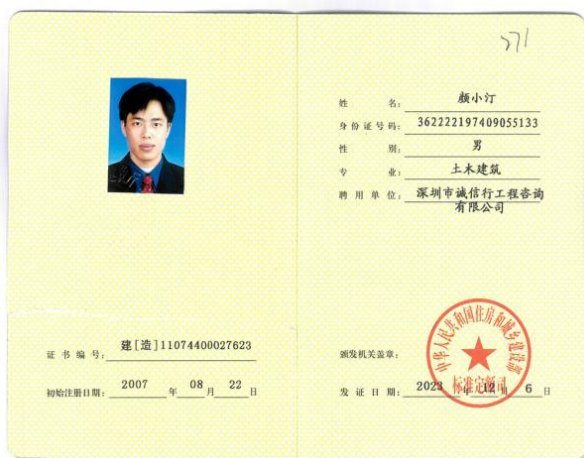 271
姓 名: 颜小汀
身份证号码: 362222197409055133
性 别: 男
专 业: 土木建筑
聘用单位: 深圳市诚信行工程咨询
有限公司
证书编号: 建[造]11074400027623
初始注册日期: 2007 年 08 月 22 日
颁发机关盖章:
中华人民共和国住房和城乡建设部
标准定额司
发证日期: 2023 年 12 月 6 日